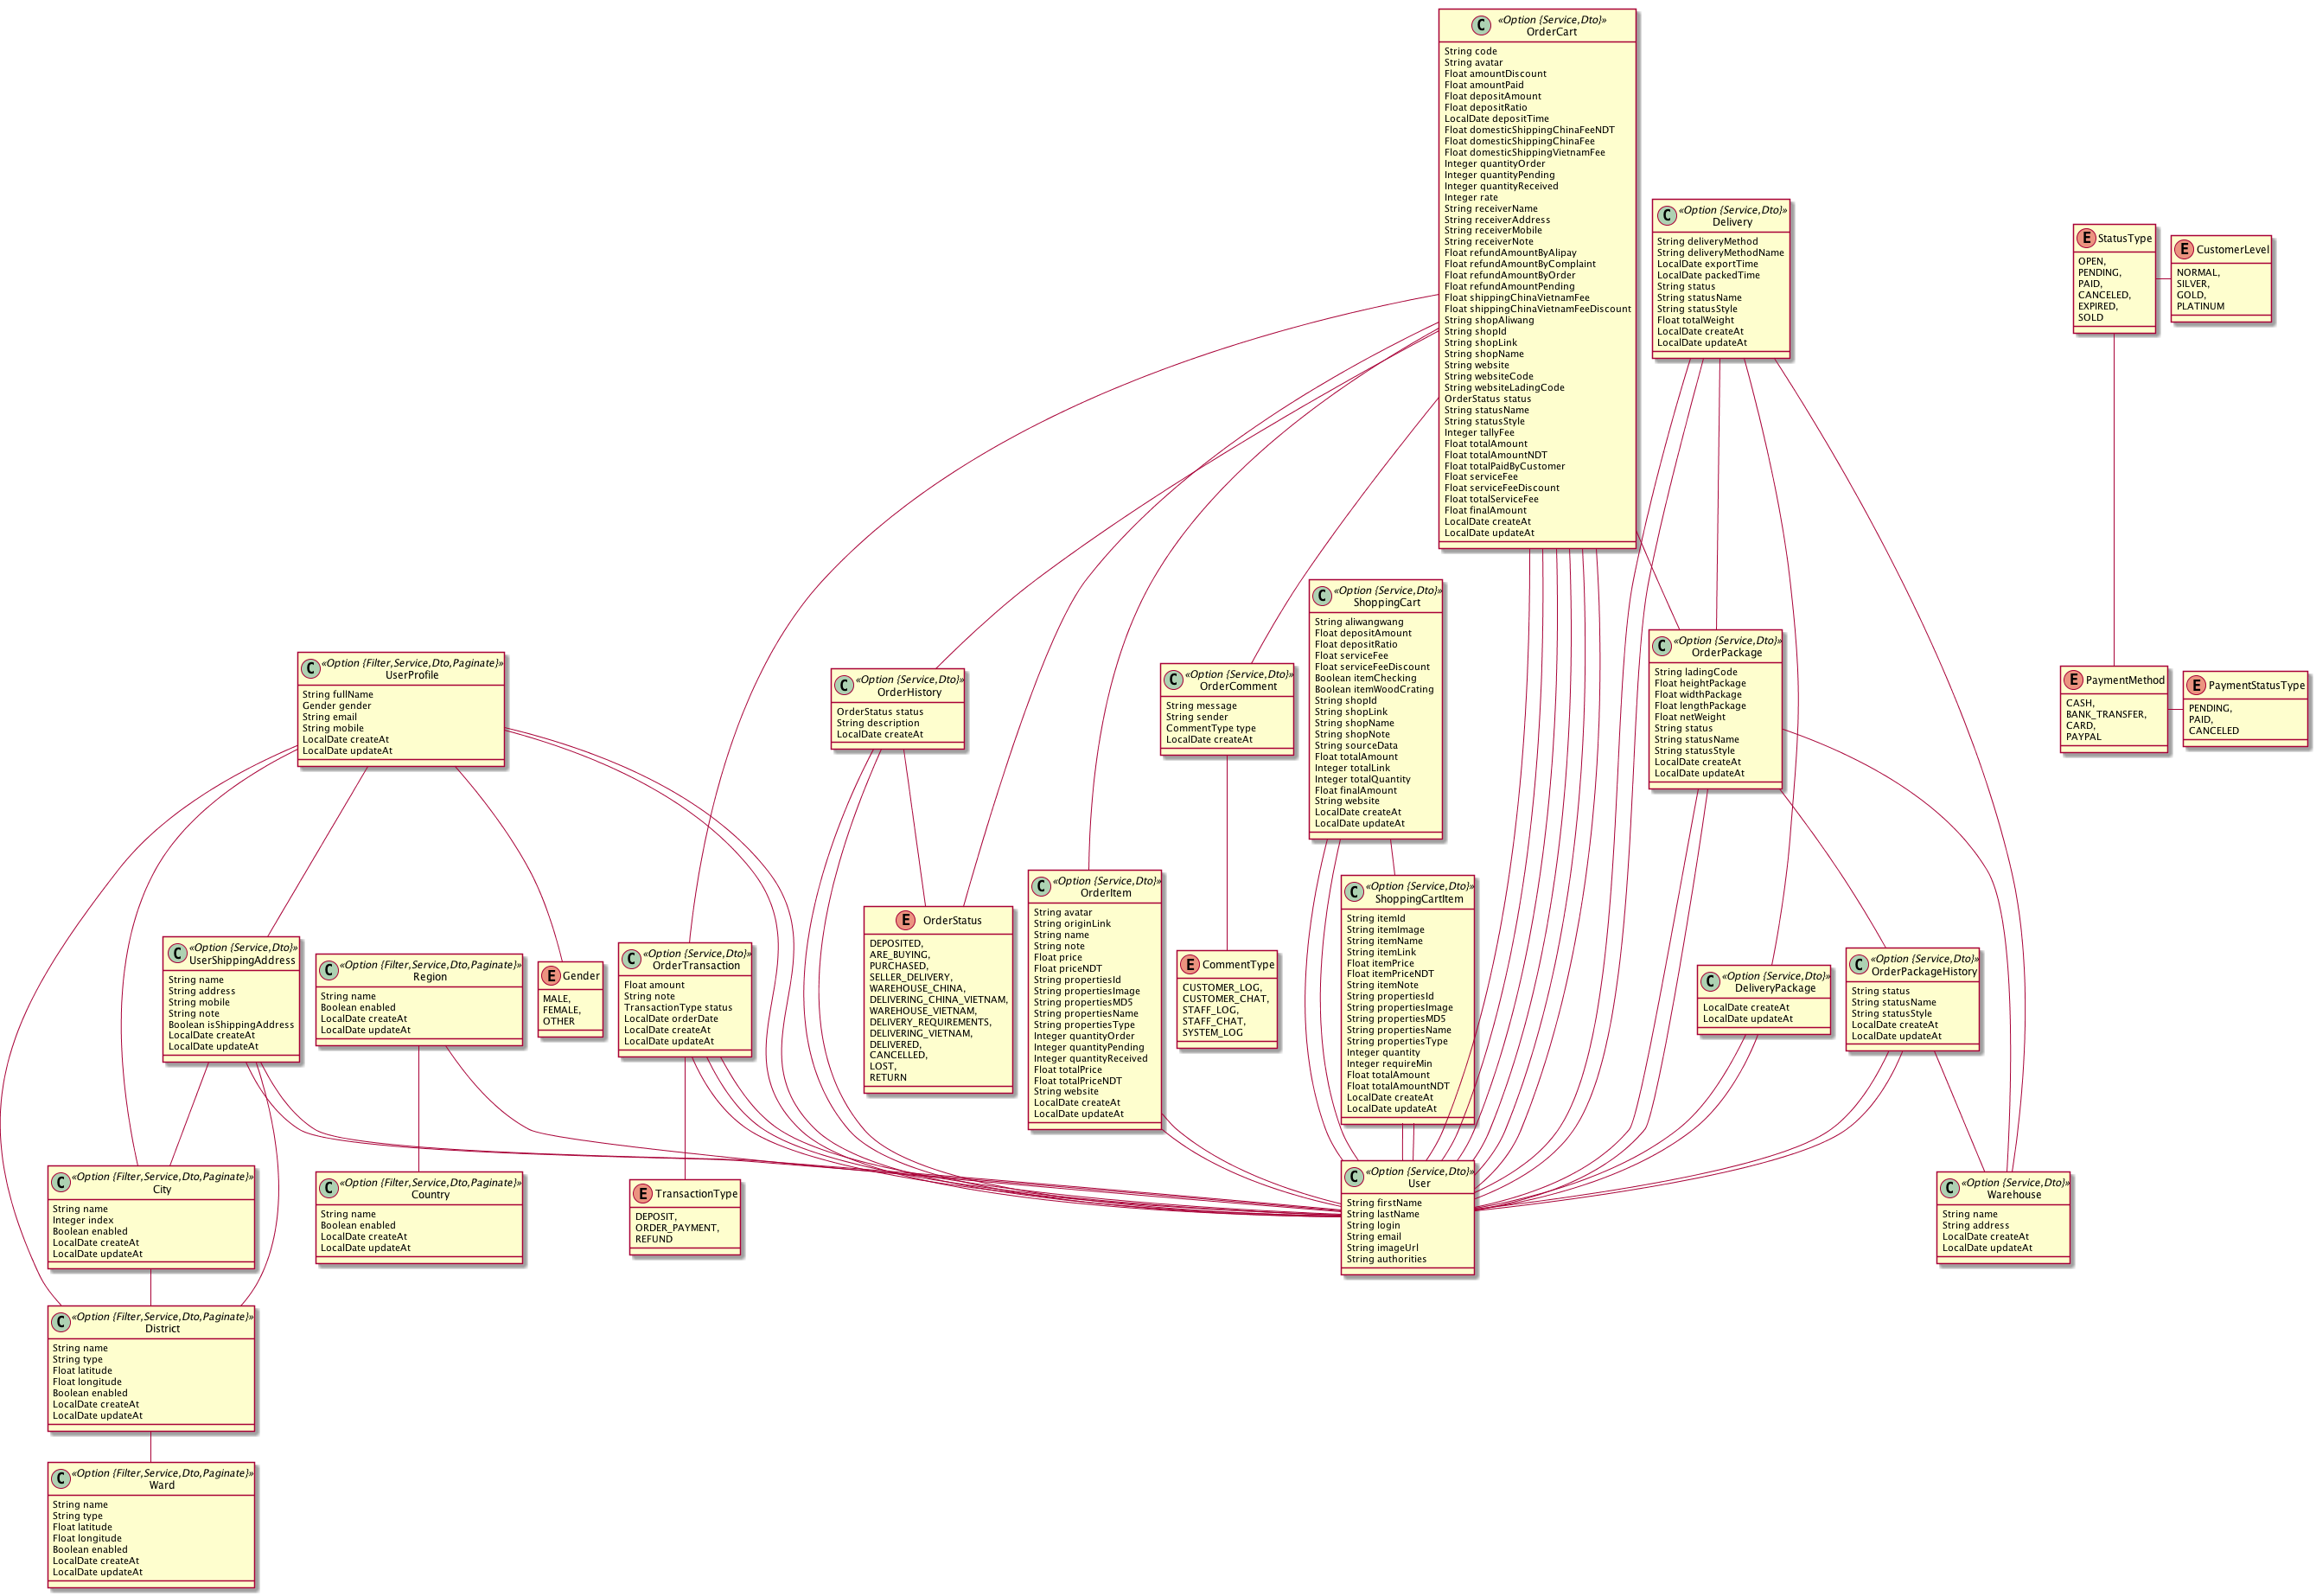 C «Option {Service,Dto}»
OrderCart
String code
String avatar
Float amountDiscount
Float amountPaid
Float depositAmount
Float depositRatio
LocalDate depositTime
Float domesticShippingChinaFeeNDT
Float domesticShippingChinaFee
Float domesticShippingVietnamFee
Integer quantityOrder
Integer quantityPending
Integer quantityReceived
Integer rate
String receiverName
String receiverAddress
String receiverMobile
String receiverNote
Float refundAmountByAlipay
Float refundAmountByComplaint
Float refundAmountByOrder
Float refundAmountPending
Float shippingChinaVietnamFee
Float shippingChinaVietnamFeeDiscount
String shopAliwang
String shopId
String shopLink
String shopName
String website
String websiteCode
String websiteLadingCode
OrderStatus status
String statusName
String statusStyle
Integer tallyFee
Float totalAmount
Float totalAmountNDT
Float totalPaidByCustomer
Float serviceFee
Float serviceFeeDiscount
Float totalServiceFee
Float finalAmount
LocalDate createAt
LocalDate updateAt
C «Option {Service,Dto}»
Delivery
String deliveryMethod
String deliveryMethodName
LocalDate exportTime
LocalDate packedTime
String status
String statusName
String statusStyle
Float totalWeight
LocalDate createAt
LocalDate updateAt
E StatusType
OPEN,
PENDING,
PAID,
CANCELED,
EXPIRED,
SOLD
E CustomerLevel
NORMAL,
SILVER,
GOLD,
PLATINUM
C «Option {Filter,Service,Dto,Paginate}»
UserProfile
String fullName
Gender gender
String email
String mobile
LocalDate createAt
LocalDate updateAt
C «Option {Service,Dto}»
OrderHistory
OrderStatus status
String description
LocalDate createAt
C «Option {Service,Dto}»
OrderComment
String message
String sender
CommentType type
LocalDate createAt
C «Option {Service,Dto}»
ShoppingCart
String aliwangwang
Float depositAmount
Float depositRatio
Float serviceFee
Float serviceFeeDiscount
Boolean itemChecking
Boolean itemWoodCrating
String shopId
String shopLink
String shopName
String shopNote
String sourceData
Float totalAmount
Integer totalLink
Integer totalQuantity
Float finalAmount
String website
LocalDate createAt
LocalDate updateAt
C «Option {Service,Dto}»
OrderPackage
String ladingCode
Float heightPackage
Float widthPackage
Float lengthPackage
Float netWeight
String status
String statusName
String statusStyle
LocalDate createAt
LocalDate updateAt
E PaymentMethod
CASH,
BANK_TRANSFER,
CARD,
PAYPAL
E PaymentStatusType
PENDING,
PAID,
CANCELED
C «Option {Service,Dto}»
UserShippingAddress
String name
String address
String mobile
String note
Boolean isShippingAddress
LocalDate createAt
LocalDate updateAt
C «Option {Filter,Service,Dto,Paginate}»
Region
String name
Boolean enabled
LocalDate createAt
LocalDate updateAt
E Gender
MALE,
FEMALE,
OTHER
C «Option {Service,Dto}»
OrderTransaction
Float amount
String note
TransactionType status
LocalDate orderDate
LocalDate createAt
LocalDate updateAt
E OrderStatus
DEPOSITED,
ARE_BUYING,
PURCHASED,
SELLER_DELIVERY,
WAREHOUSE_CHINA,
DELIVERING_CHINA_VIETNAM,
WAREHOUSE_VIETNAM,
DELIVERY_REQUIREMENTS,
DELIVERING_VIETNAM,
DELIVERED,
CANCELLED,
LOST,
RETURN
C «Option {Service,Dto}»
OrderItem
String avatar
String originLink
String name
String note
Float price
Float priceNDT
String propertiesId
String propertiesImage
String propertiesMD5
String propertiesName
String propertiesType
Integer quantityOrder
Integer quantityPending
Integer quantityReceived
Float totalPrice
Float totalPriceNDT
String website
LocalDate createAt
LocalDate updateAt
E CommentType
CUSTOMER_LOG,
CUSTOMER_CHAT,
STAFF_LOG,
STAFF_CHAT,
SYSTEM_LOG
C «Option {Service,Dto}»
ShoppingCartItem
String itemId
String itemImage
String itemName
String itemLink
Float itemPrice
Float itemPriceNDT
String itemNote
String propertiesId
String propertiesImage
String propertiesMD5
String propertiesName
String propertiesType
Integer quantity
Integer requireMin
Float totalAmount
Float totalAmountNDT
LocalDate createAt
LocalDate updateAt
C «Option {Service,Dto}»
DeliveryPackage
LocalDate createAt
LocalDate updateAt
C «Option {Service,Dto}»
OrderPackageHistory
String status
String statusName
String statusStyle
LocalDate createAt
LocalDate updateAt
C «Option {Filter,Service,Dto,Paginate}»
City
String name
Integer index
Boolean enabled
LocalDate createAt
LocalDate updateAt
C «Option {Filter,Service,Dto,Paginate}»
Country
String name
Boolean enabled
LocalDate createAt
LocalDate updateAt
E TransactionType
DEPOSIT,
ORDER_PAYMENT,
REFUND
C «Option {Service,Dto}»
User
String firstName
String lastName
String login
String email
String imageUrl
String authorities
C «Option {Service,Dto}»
Warehouse
String name
String address
LocalDate createAt
LocalDate updateAt
C «Option {Filter,Service,Dto,Paginate}»
District
String name
String type
Float latitude
Float longitude
Boolean enabled
LocalDate createAt
LocalDate updateAt
C «Option {Filter,Service,Dto,Paginate}»
Ward
String name
String type
Float latitude
Float longitude
Boolean enabled
LocalDate createAt
LocalDate updateAt